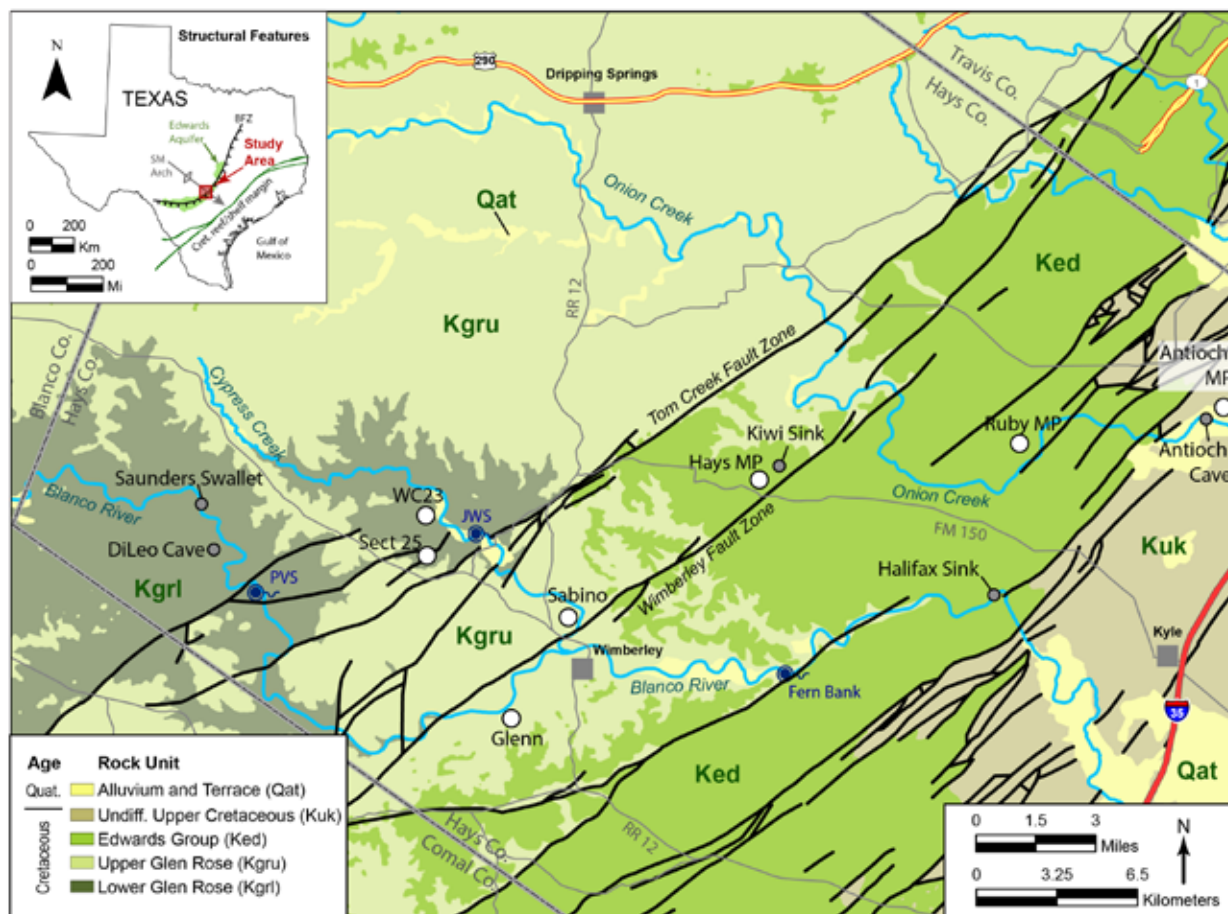 Structural Features
N
TEXAS
Edwards
Aquifer
BFZ
Study
Area
SM
Arch
Cret. reef/shelf margin
Gulf of
Mexico
0 200
Km
0 200
Mi
290
Dripping Springs
Travis Co.
Hays Co.
1
Qat
Onion Creek
RR 12
Ked
Kgru
Blanco Co.
Hays Co.
Cypress Creek
Tom Creek Fault Zone
Antioch
MP
Kiwi Sink
Ruby MP
Hays MP
Antioch
Cave
Saunders Swallet
Blanco River
WC23
JWS
Onion Creek
FM 150
DiLeo Cave
Sect 25
Wimberley Fault Zone
Kuk
PVS
Halifax Sink
Kgrl
Sabino
Kgru
Kyle
Wimberley
Blanco River
Fern Bank
35
Glenn
Ked
Qat
Hays Co.
Comal Co.
RR 12
Age Rock Unit
Quat. Alluvium and Terrace (Qat)
Cretaceous
Undiff. Upper Cretaceous (Kuk)
Edwards Group (Ked)
Upper Glen Rose (Kgru)
Lower Glen Rose (Kgrl)
0 1.5 3
Miles
N
0 3.25 6.5
Kilometers